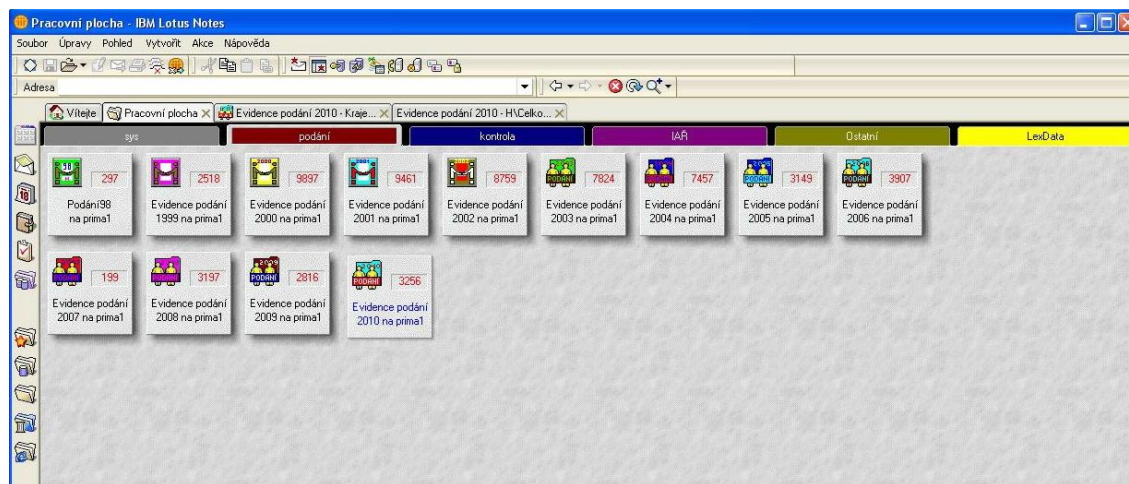 Pracovní plocha - IBM Lotus Notes
Soubor Úpravy Pohled Vytvořit Akce Nápověda
Adresa
Vítejte Pracovní plocha Evidence podání 2010 - Kraje... Evidence podání 2010 - H\Celko...
sys podání kontrola IAŘ Ostatní LexData
297 2518 9897 9461 8759 7824 7457 3149 3907
Podání98 Evidence podání Evidence podání Evidence podání Evidence podání Evidence podání Evidence podání Evidence podání Evidence podání
na prima1 1999 na prima1 2000 na prima1 2001 na prima1 2002 na prima1 2003 na prima1 2004 na prima1 2005 na prima1 2006 na prima1
199 3197 2816 3256
Evidence podání Evidence podání Evidence podání Evidence podání
2007 na prima1 2008 na prima1 2009 na prima1 2010 na prima1